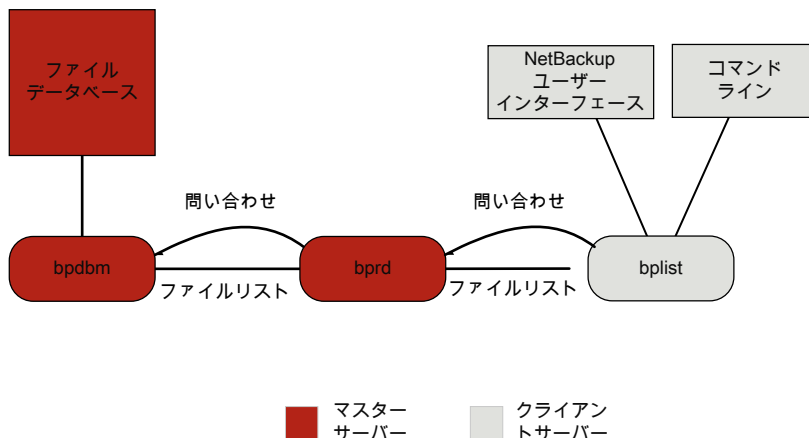 ファイル
データベース
NetBackup
ユーザー
インターフェース
コマンド
ライン
問い合わせ
問い合わせ
bpdbm
bprd
bplist
ファイルリスト
ファイルリスト
マスター
サーバー
クライアン
トサーバー